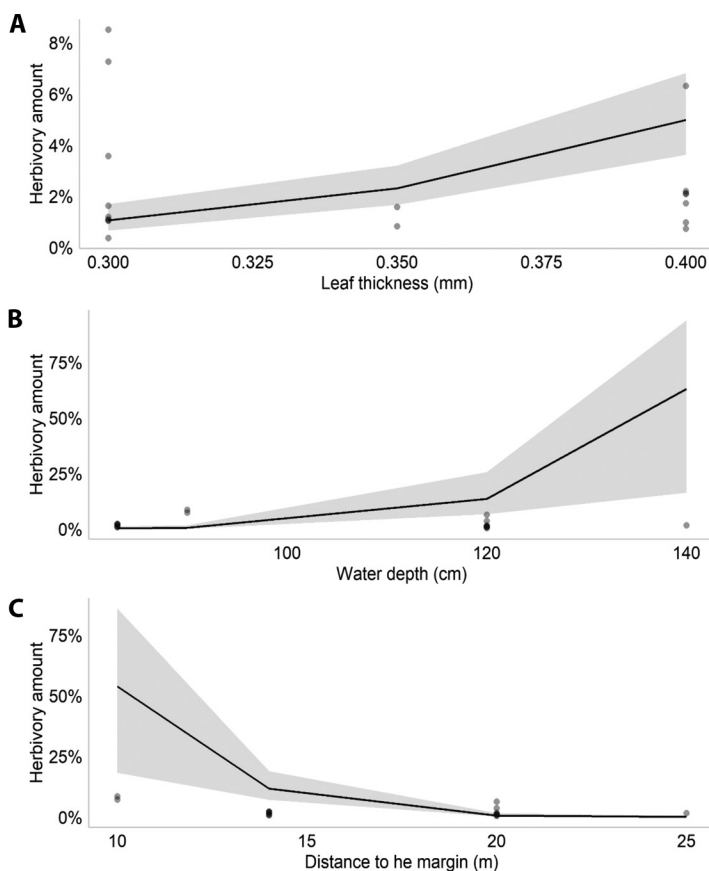 A
Herbivory amount
8%
6%
4%
2%
0%
0.300 0.325 0.350 0.375 0.400
Leaf thickness (mm)
B
Herbivory amount
75%
50%
25%
0%
100 120 140
Water depth (cm)
C
Herbivory amount
75%
50%
25%
0%
10 15 20 25
Distance to he margin (m)